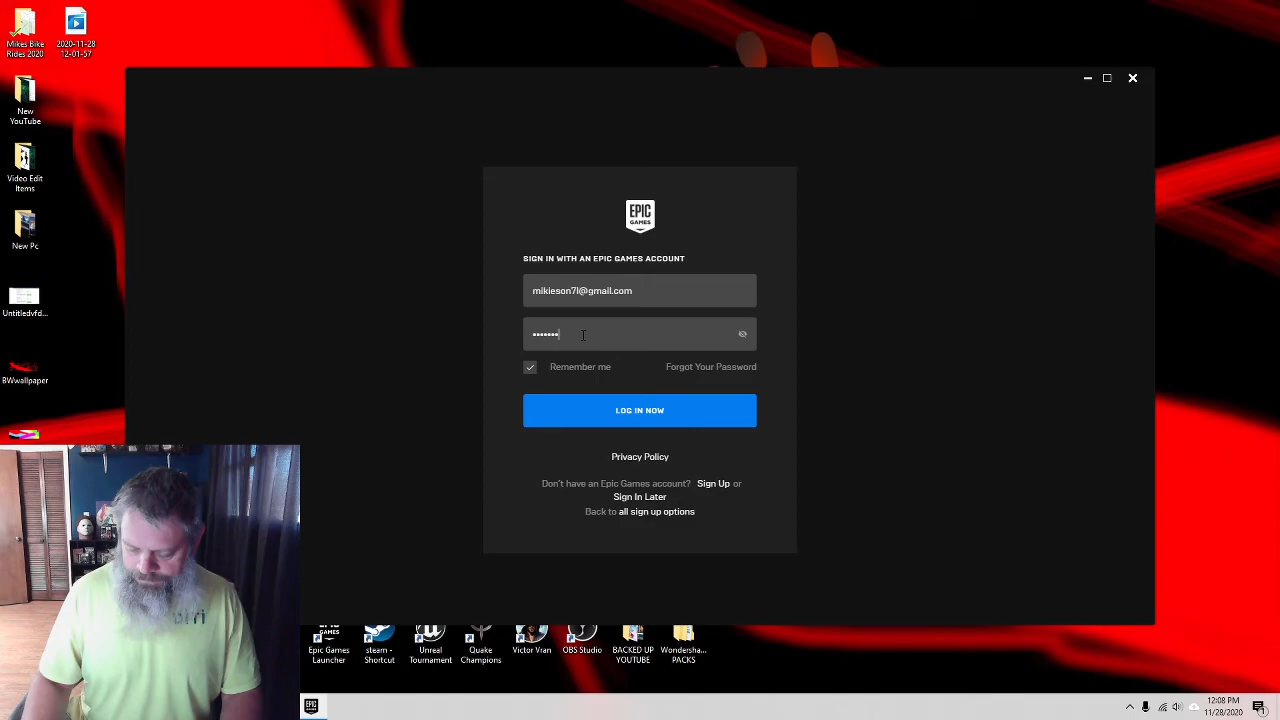 Mikes Bike
Rides 2020
2020-11-28
12-01-57
New
YouTube
Video Edit
Items
New Pc
Untitledvfd...
BWwallpaper
EPIC
GAMES
SIGN IN WITH AN EPIC GAMES ACCOUNT
mikieson71@gmail.com
•••••••
Remember me
Forgot Your Password
LOG IN NOW
Privacy Policy
Don't have an Epic Games account? Sign Up or
Sign In Later
Back to all sign up options
GAMES
Epic Games
Launcher
steam -
Shortcut
Unreal
Tournament
Quake
Champions
Victor Vran
OBS Studio
BACKED UP
YOUTUBE
Wondersha...
PACKS
EPIC
12:08 PM
11/28/2020
1